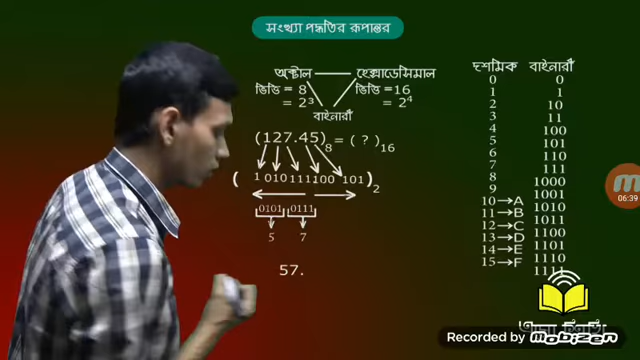 সংখ্যা পদ্ধতির রূপান্তর
অক্টাল হেক্সাডেসিমাল
ভিত্তি = 8 ভিত্তি = 16
= 2³ = 2⁴
বাইনারী
(127.45)₈ = ( ? )₁₆
( 1 010 111 100 101 )₂
0101 0111
5 7
57.
দশমিক বাইনারী
0 0
1 1
2 10
3 11
4 100
5 101
6 110
7 111
8 1000
9 1001
10→A 1010
11→B 1011
12→C 1100
13→D 1101
14→E 1110
15→F 1111
06:39
Recorded by
mobizen